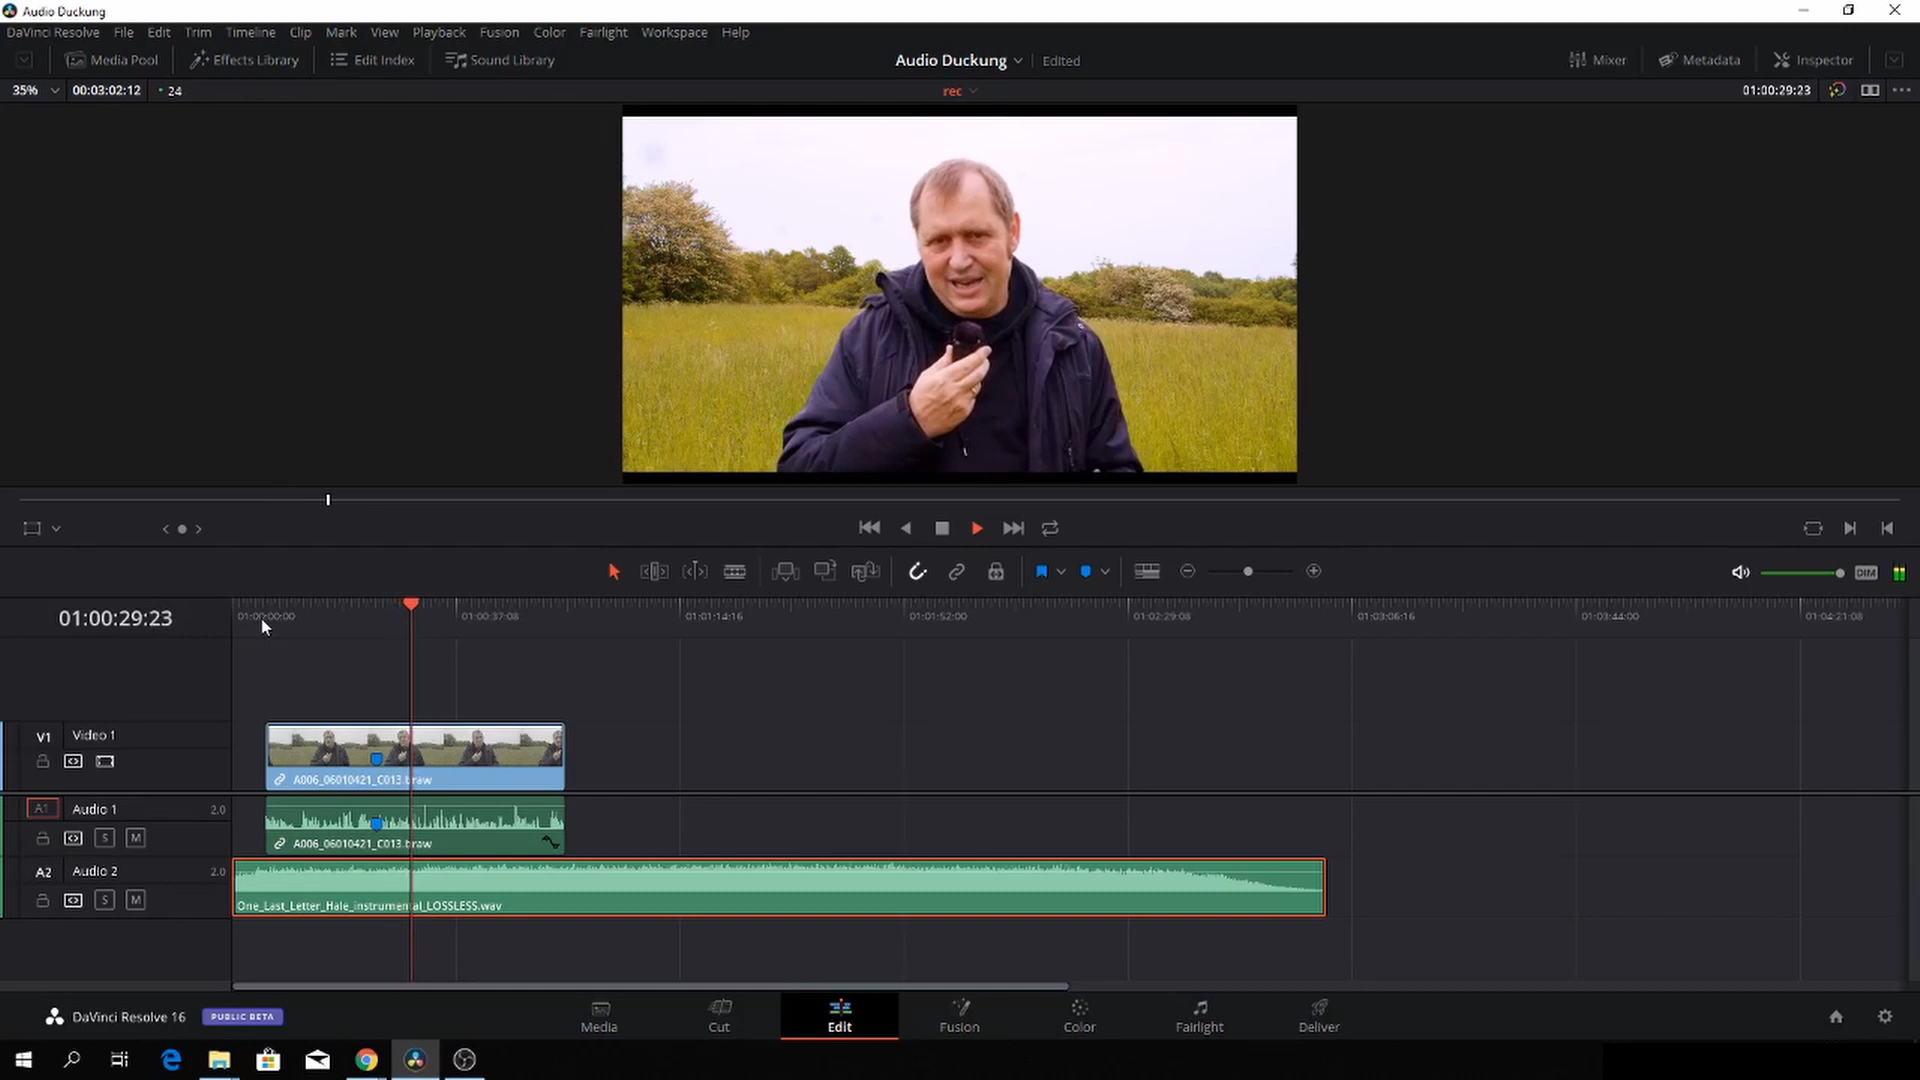 Audio Duckung
DaVinci Resolve File Edit Trim Timeline Clip Mark View Playback Fusion Color Fairlight Workspace Help
Media Pool Effects Library Edit Index Sound Library Audio Duckung Edited Mixer Metadata Inspector
35% 00:03:02:12 24 rec 01:00:29:23
DIM
01:00:29:23 01:00:00:00 01:00:37:08 01:01:14:16 01:01:52:00 01:02:29:08 01:03:06:16 01:03:44:00 01:04:21:08
V1 Video 1
A006_06010421_C013.braw
A1 Audio 1 2.0
S M
A006_06010421_C013.braw
A2 Audio 2 2.0
S M
One_Last_Letter_Hale_instrumental_LOSSLESS.wav
DaVinci Resolve 16 PUBLIC BETA Media Cut Edit Fusion Color Fairlight Deliver